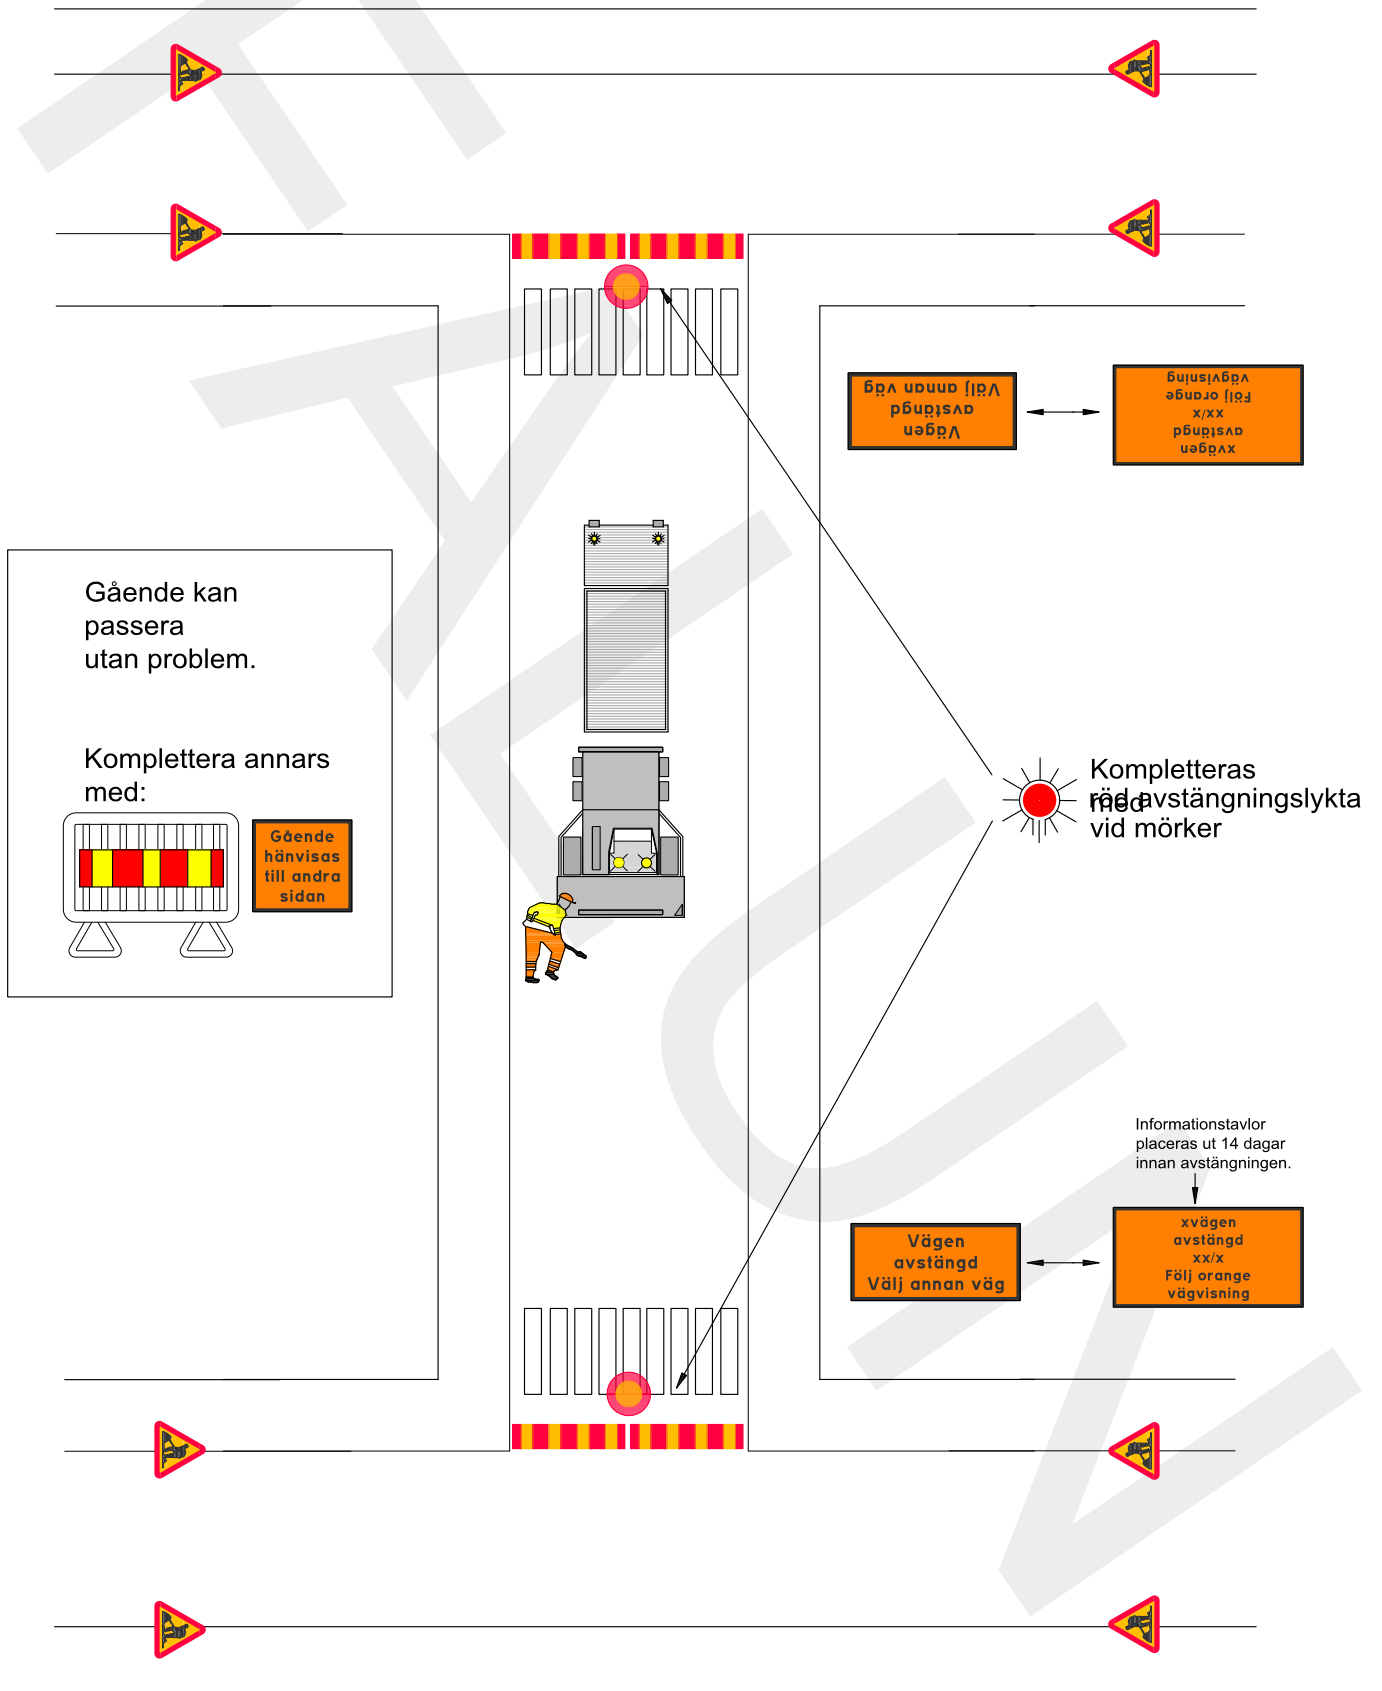 Vägen
avstängd
Välj annan väg
xvägen
avstängd
xx/x
Följ orange
vägvisning
Gående kan
passera
utan problem.
Komplettera annars
med:
Gående
hänvisas
till andra
sidan
Kompletteras
med
röd avstängningslykta
vid mörker
Informationstavlor
placeras ut 14 dagar
innan avstängningen.
Vägen
avstängd
Välj annan väg
xvägen
avstängd
xx/x
Följ orange
vägvisning
FALUN